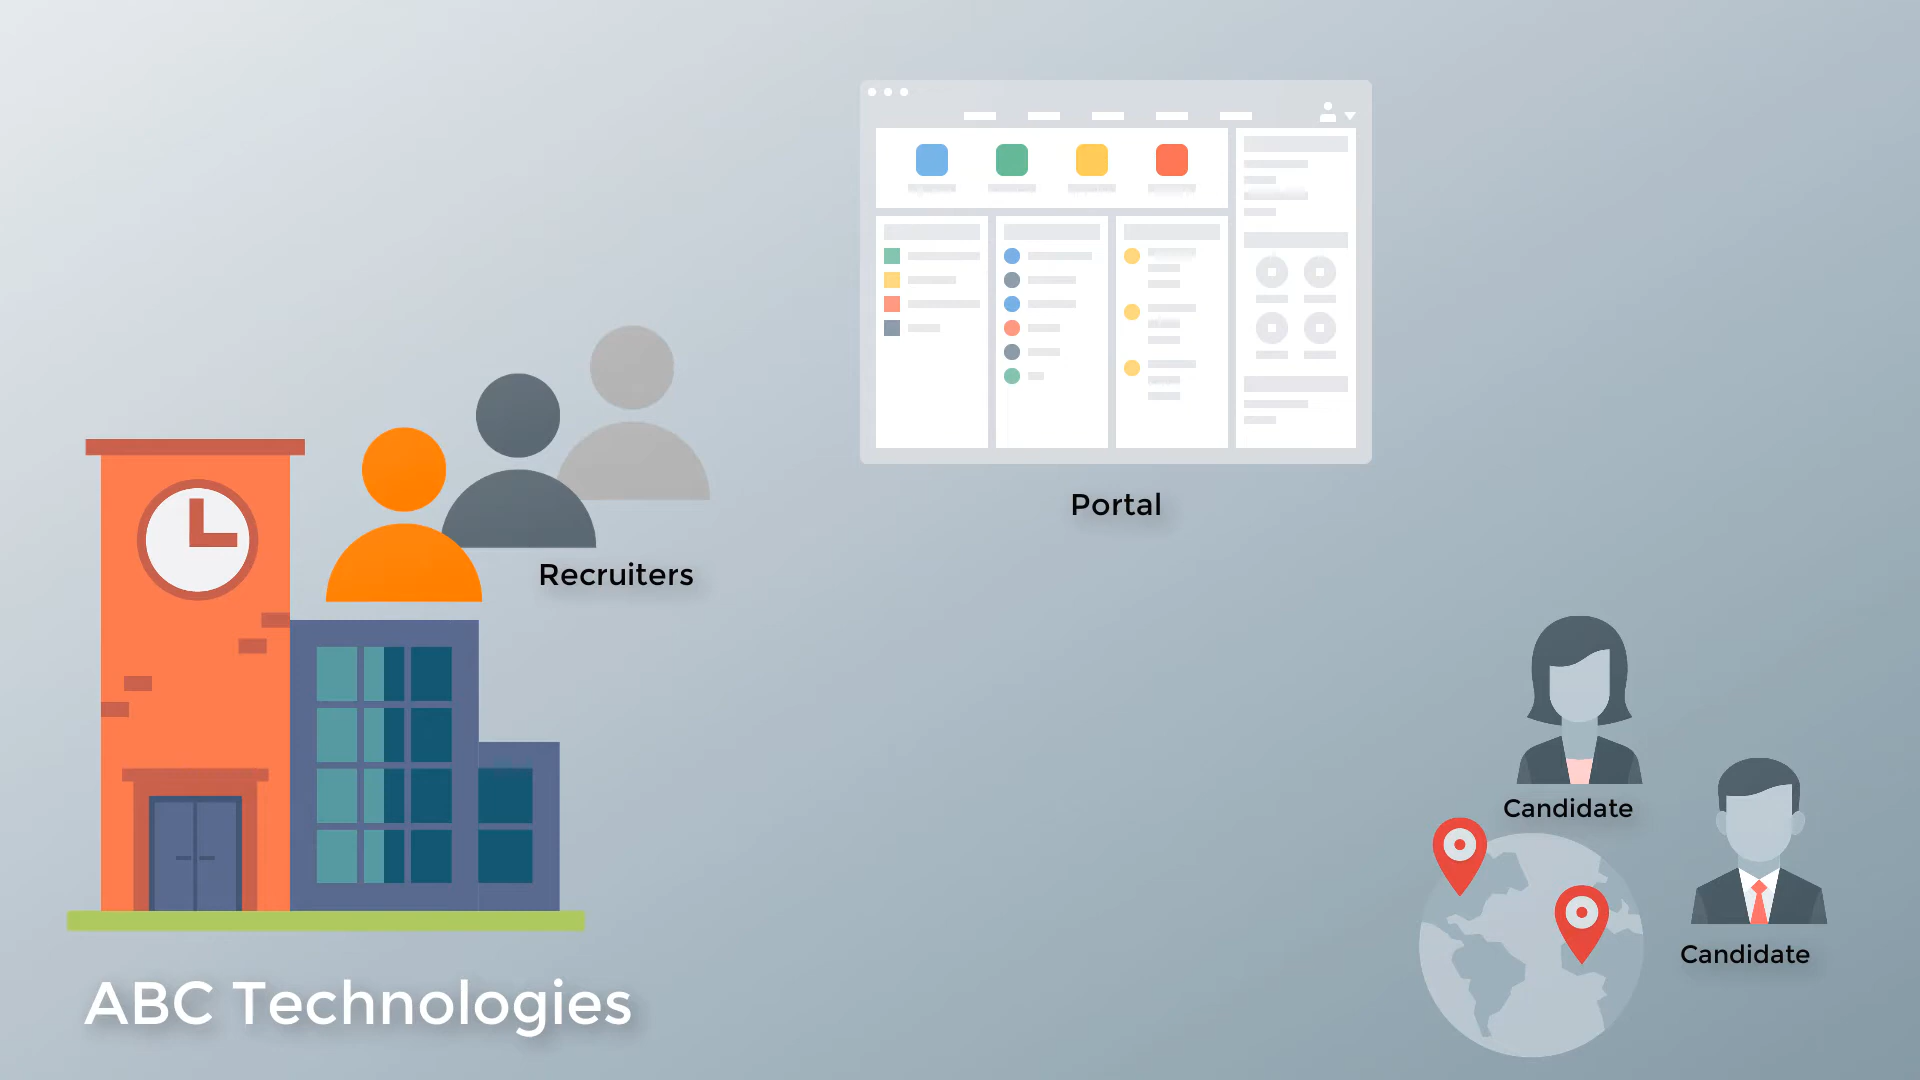 Portal
Recruiters
Candidate
Candidate
ABC Technologies